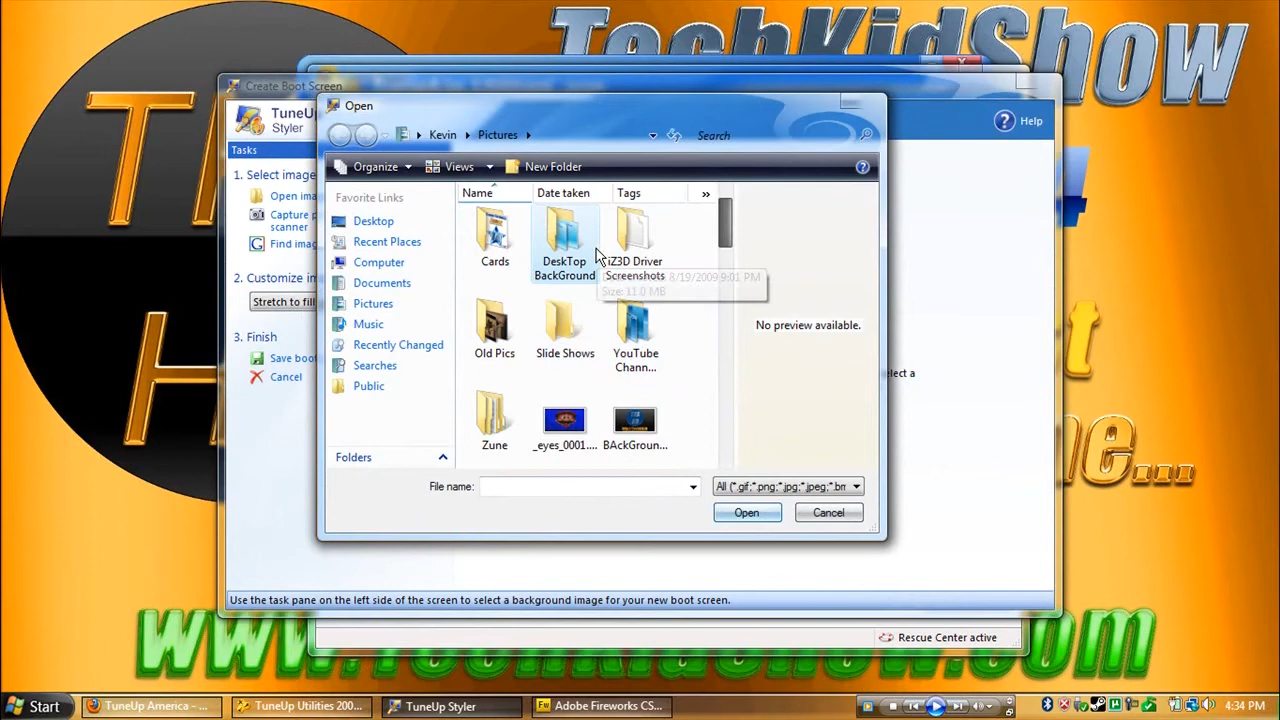 TechKidShow
Create Boot Screen
Open
TuneUp
Styler
Help
Kevin
Pictures
Search
Tasks
Organize
Views
New Folder
1. Select imag
Open ima
Capture p
scanner
Find imag
2. Customize i
Stretch to fill
3. Finish
Save boo
Cancel
Favorite Links
Desktop
Recent Places
Computer
Documents
Pictures
Music
Recently Changed
Searches
Public
Folders
Name
Date taken
Tags
»
Cards
DeskTop
BackGround
iZ3D Driver
Screenshots
8/19/2009 9:01 PM
Size: 11.0 MB
Old Pics
Slide Shows
YouTube
Chann...
Zune
_eyes_0001....
BAckGroun...
No preview available.
elect a
File name:
All (*.gif;*.png;*.jpg;*.jpeg;*.bm
Open
Cancel
Use the task pane on the left side of the screen to select a background image for your new boot screen.
Rescue Center active
www.TechKidShow.com
Start
TuneUp America - ...
TuneUp Utilities 200...
TuneUp Styler
Adobe Fireworks CS...
4:34 PM